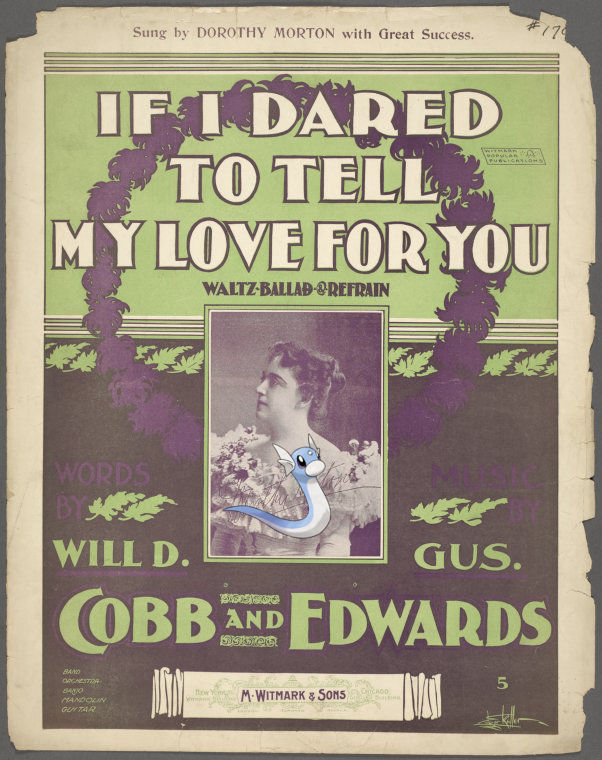 Sung by DOROTHY MORTON with Great Success.
IF I DARED
TO TELL
MY LOVE FOR YOU
WITMARK
POPULAR
PUBLICATIONS
WALTZ-BALLAD & REFRAIN
WORDS
BY
WILL D.
MUSIC
BY
GUS.
COBB AND EDWARDS
BAND
ORCHESTRA
BANJO
MANDOLIN
GUITAR
NEW YORK
M. WITMARK & SONS
CHICAGO
5